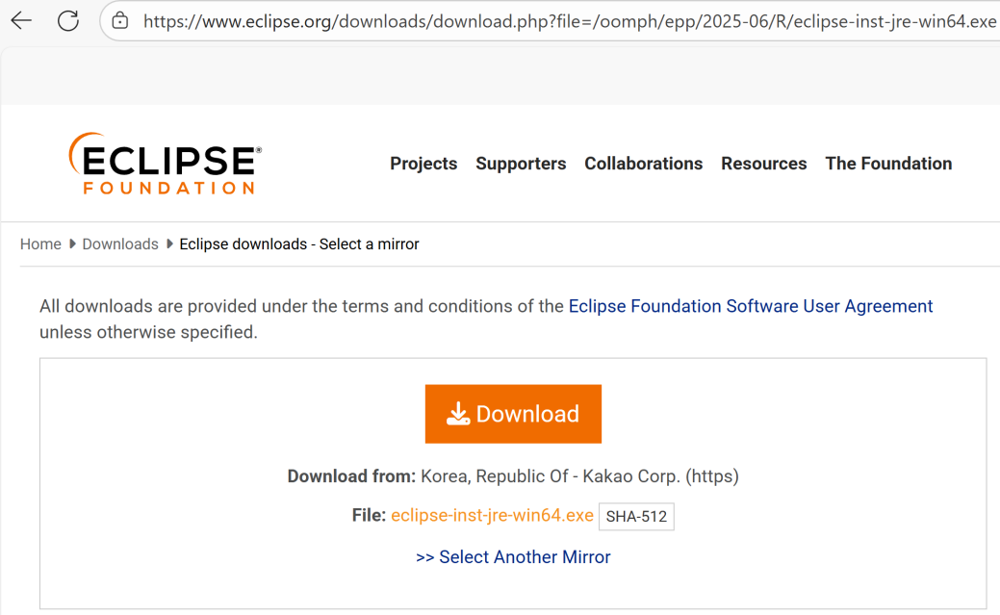 https://www.eclipse.org/downloads/download.php?file=/oomph/epp/2025-06/R/eclipse-inst-jre-win64.exe
ECLIPSE®
FOUNDATION
Projects Supporters Collaborations Resources The Foundation
Home Downloads Eclipse downloads - Select a mirror
All downloads are provided under the terms and conditions of the Eclipse Foundation Software User Agreement
unless otherwise specified.
Download
Download from: Korea, Republic Of - Kakao Corp. (https)
File: eclipse-inst-jre-win64.exe SHA-512
>> Select Another Mirror